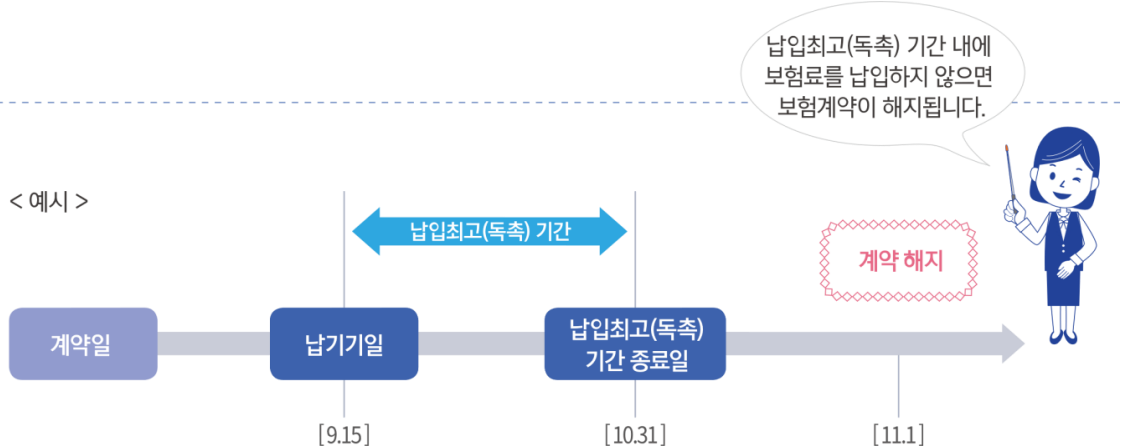 납입최고(독촉) 기간 내에
보험료를 납입하지 않으면
보험계약이 해지됩니다.
< 예시 >
납입최고(독촉) 기간
계약 해지
계약일
납기기일
납입최고(독촉)
기간 종료일
[9.15]
[10.31]
[11.1]